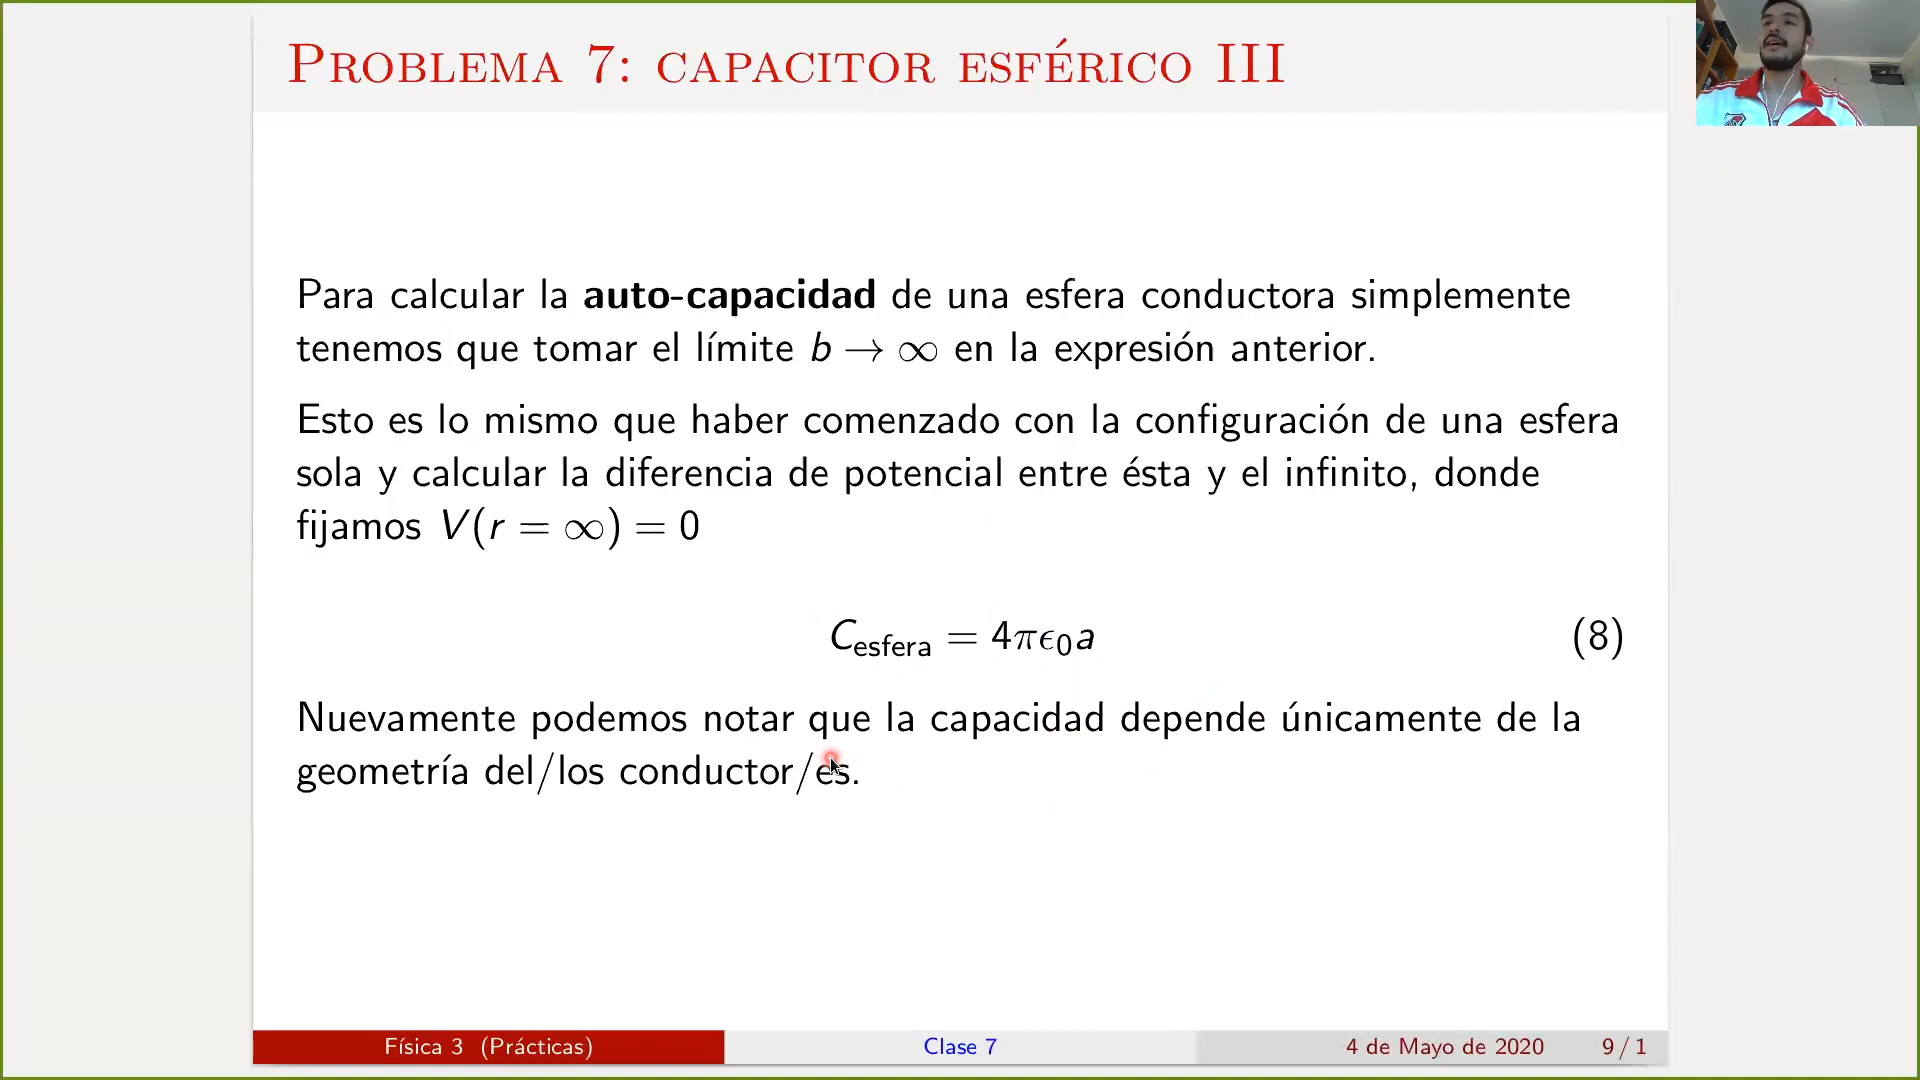 Problema 7: capacitor esférico III
Para calcular la auto-capacidad de una esfera conductora simplemente
tenemos que tomar el límite b → ∞ en la expresión anterior.
Esto es lo mismo que haber comenzado con la configuración de una esfera
sola y calcular la diferencia de potencial entre ésta y el infinito, donde
fijamos V(r = ∞) = 0
C_esfera = 4πϵ₀a (8)
Nuevamente podemos notar que la capacidad depende únicamente de la
geometría del/los conductor/es.
Física 3 (Prácticas) Clase 7 4 de Mayo de 2020 9 / 1